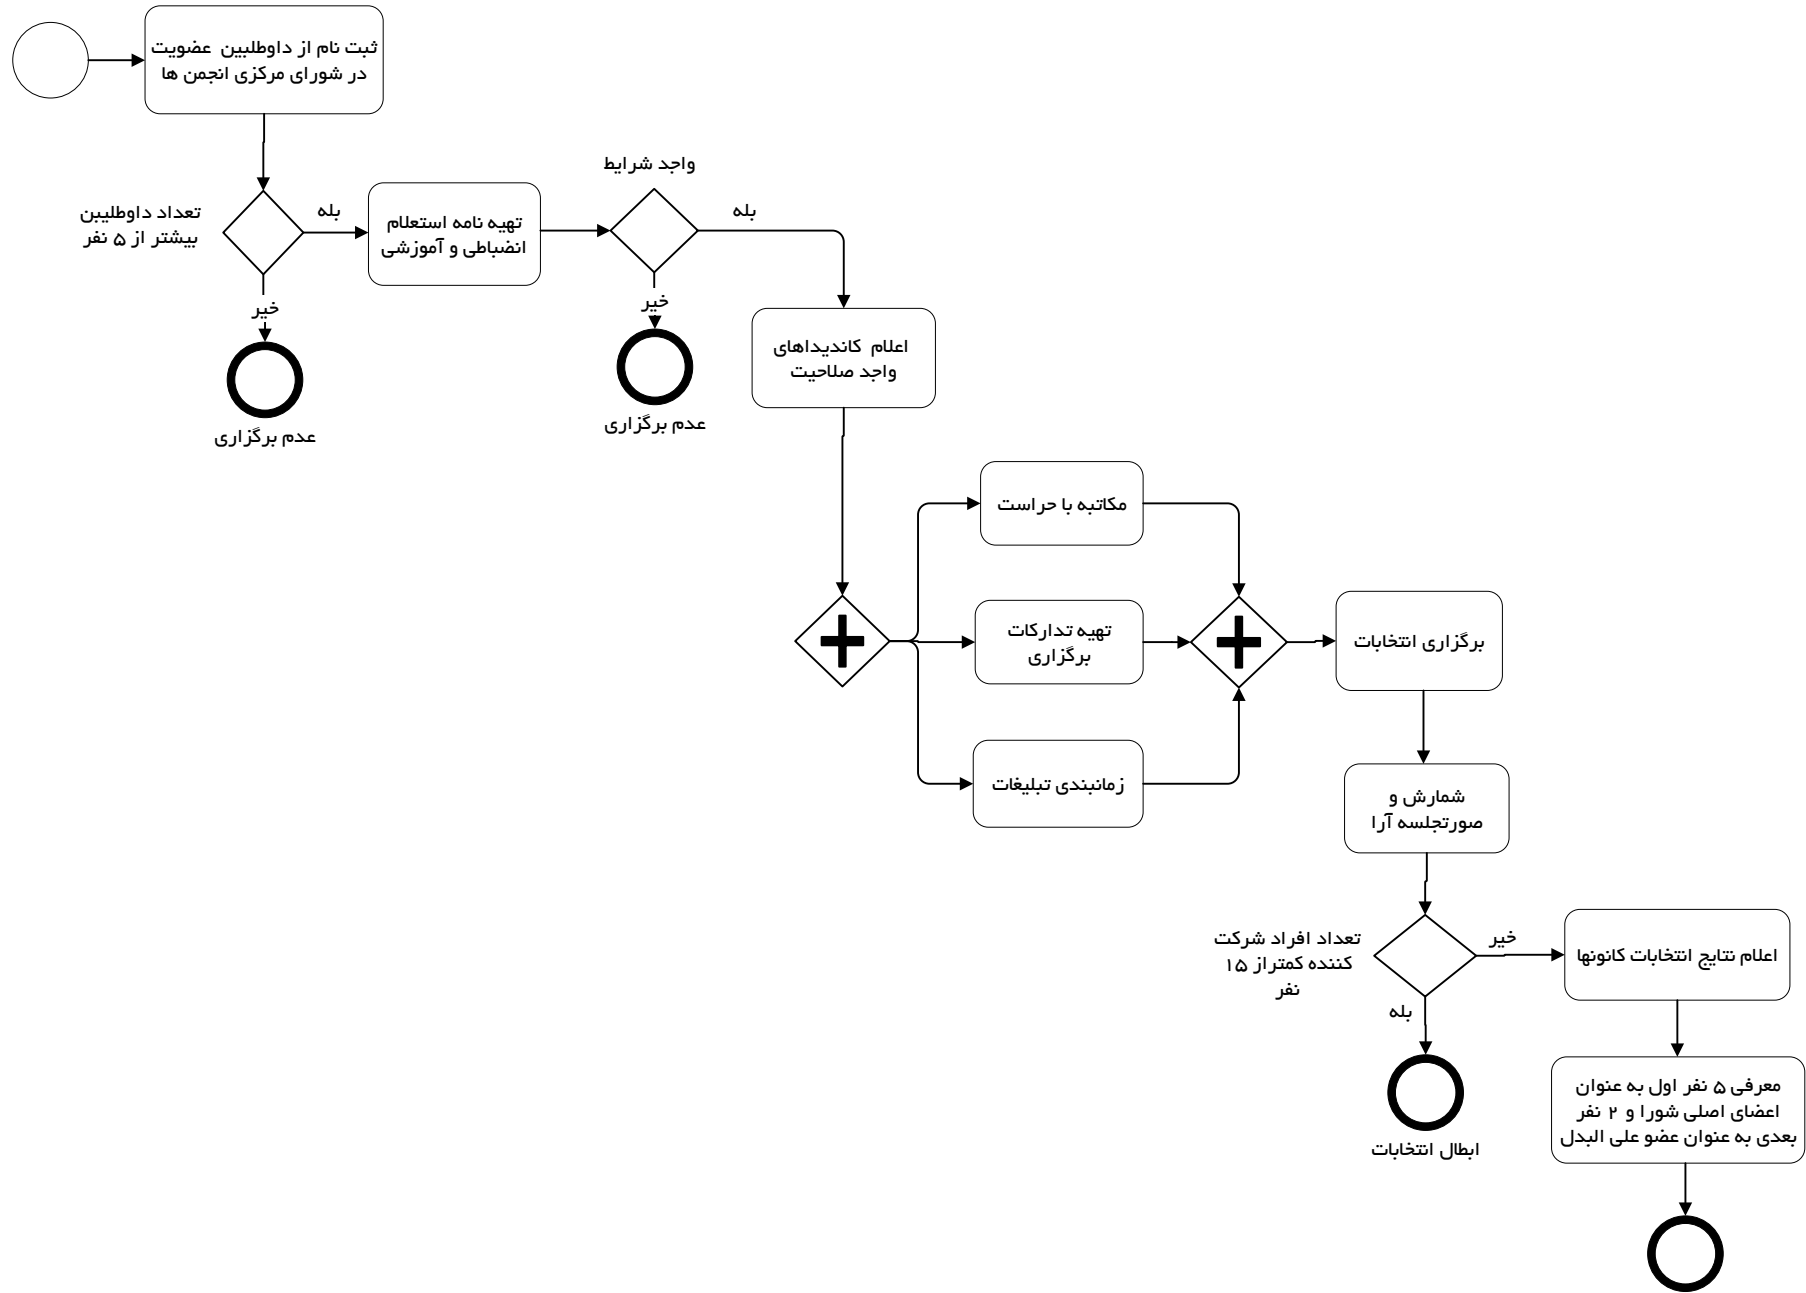 ثبت نام از داوطلبین عضویت
در شورای مرکزی انجمن ها
واجد شرایط
تعداد داوطلیبن
بیشتر از ۵ نفر
بله
تهیه نامه استعلام
انضباطی و آموزشی
بله
خیر
خیر
عدم برگزاری
عدم برگزاری
اعلام کاندیداهای
واجد صلاحیت
مکاتبه با حراست
تهیه تدارکات
برگزاری
زمانبندی تبلیغات
برگزاری انتخابات
شمارش و
صورتجلسه آرا
تعداد افراد شرکت
کننده کمتراز ۱۵
نفر
خیر
اعلام نتایج انتخابات کانونها
بله
ابطال انتخابات
معرفی ۵ نفر اول به عنوان
اعضای اصلی شورا و ۲ نفر
بعدی به عنوان عضو علی البدل